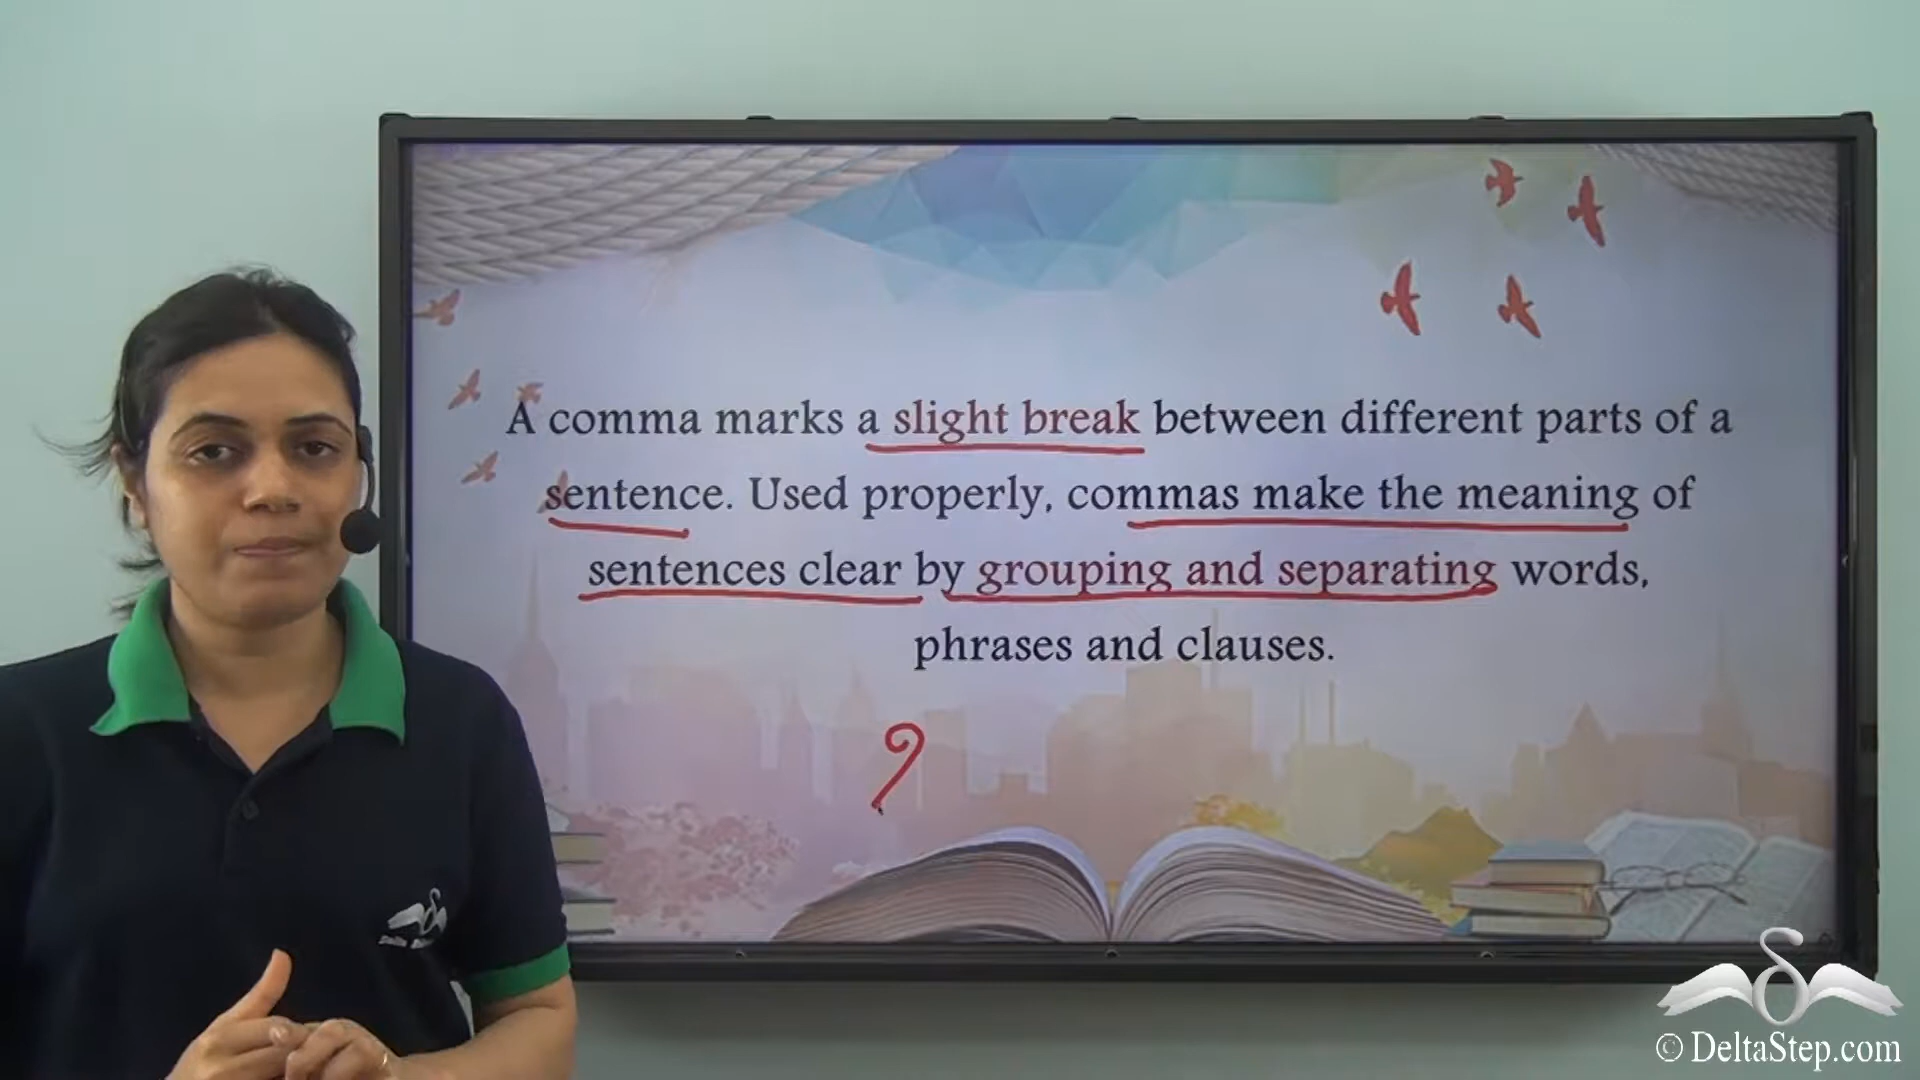 A comma marks a slight break between different parts of a
sentence. Used properly, commas make the meaning of
sentences clear by grouping and separating words,
phrases and clauses.
,
© DeltaStep.com